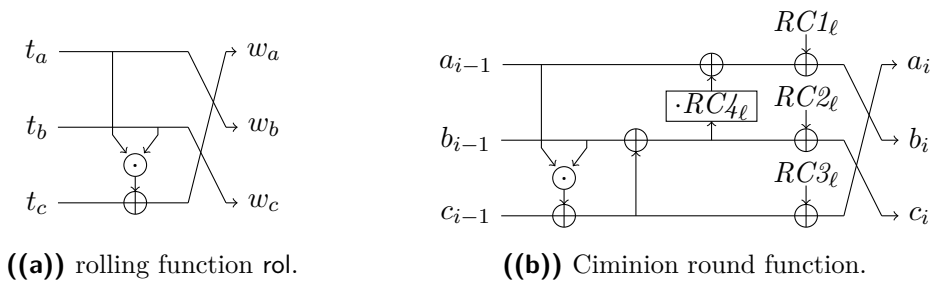 t_a w_a
t_b w_b
t_c w_c
((a)) rolling function rol.
RC1_ℓ
a_{i−1} a_i
·RC4_ℓ RC2_ℓ
b_{i−1} b_i
RC3_ℓ
c_{i−1} c_i
((b)) Ciminion round function.